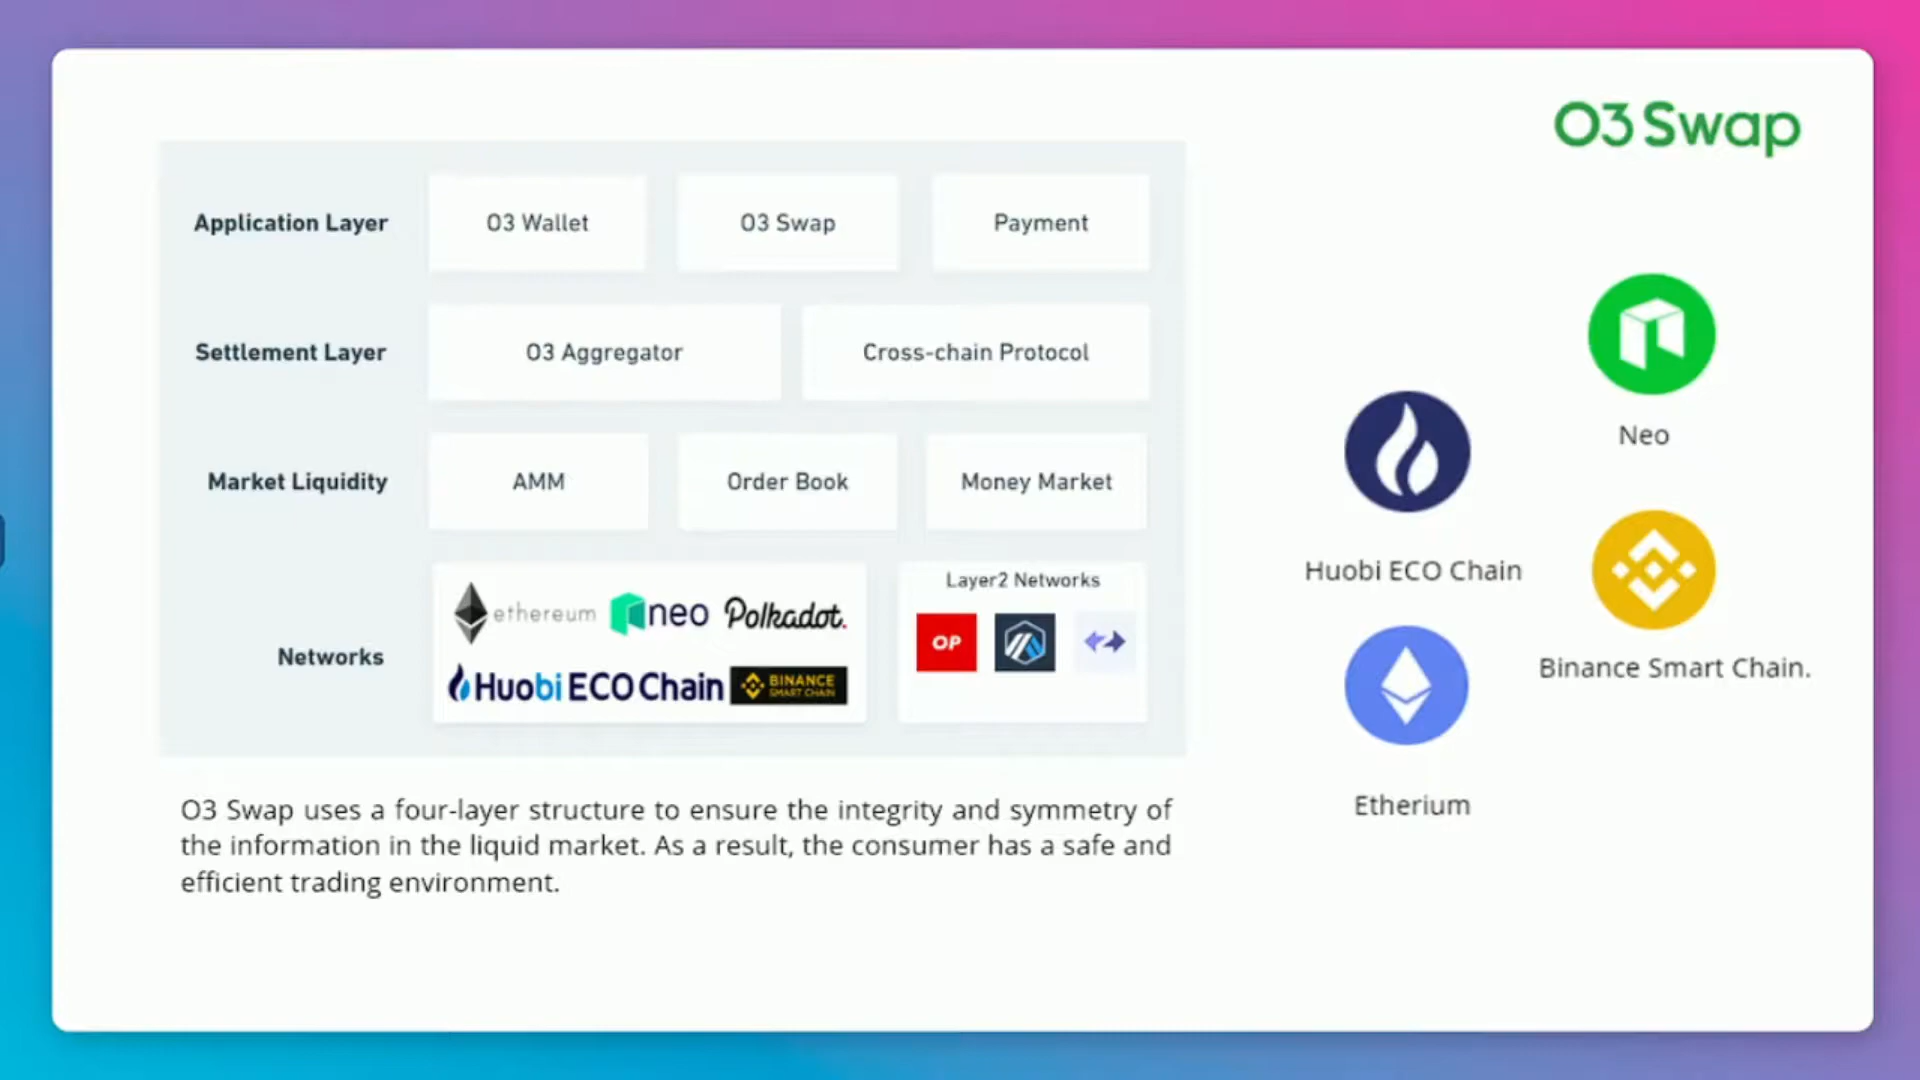 O3 Swap
Application Layer
O3 Wallet
O3 Swap
Payment
Settlement Layer
O3 Aggregator
Cross-chain Protocol
Market Liquidity
AMM
Order Book
Money Market
Networks
ethereum
neo
Polkadot.
Huobi ECO Chain
BINANCE
SMART CHAIN
Layer2 Networks
OP
O3 Swap uses a four-layer structure to ensure the integrity and symmetry of
the information in the liquid market. As a result, the consumer has a safe and
efficient trading environment.
Neo
Huobi ECO Chain
Binance Smart Chain.
Etherium